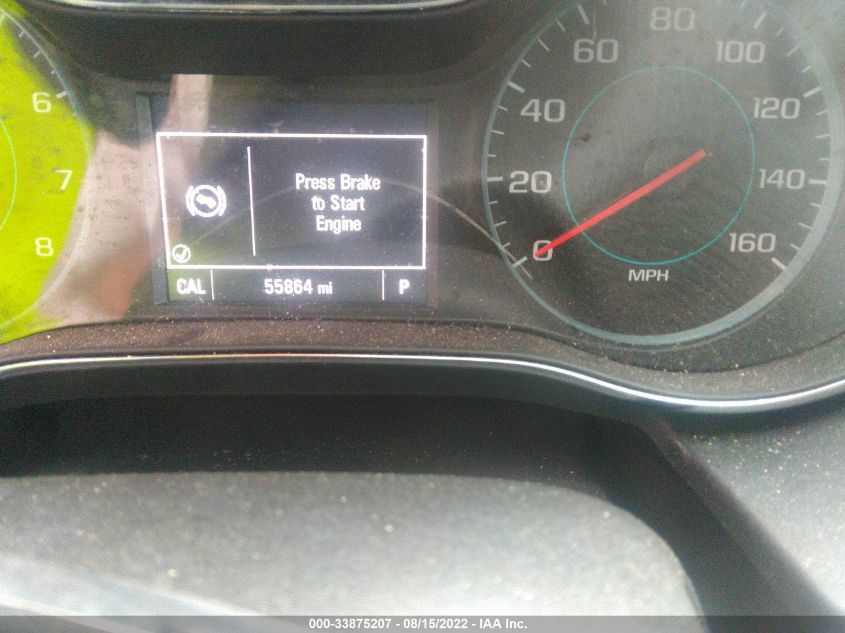 6
7
8
Press Brake
to Start
Engine
CAL 55864 mi P
0 20 40 60 80 100 120 140 160
MPH
000-33875207 - 08/15/2022 - IAA Inc.